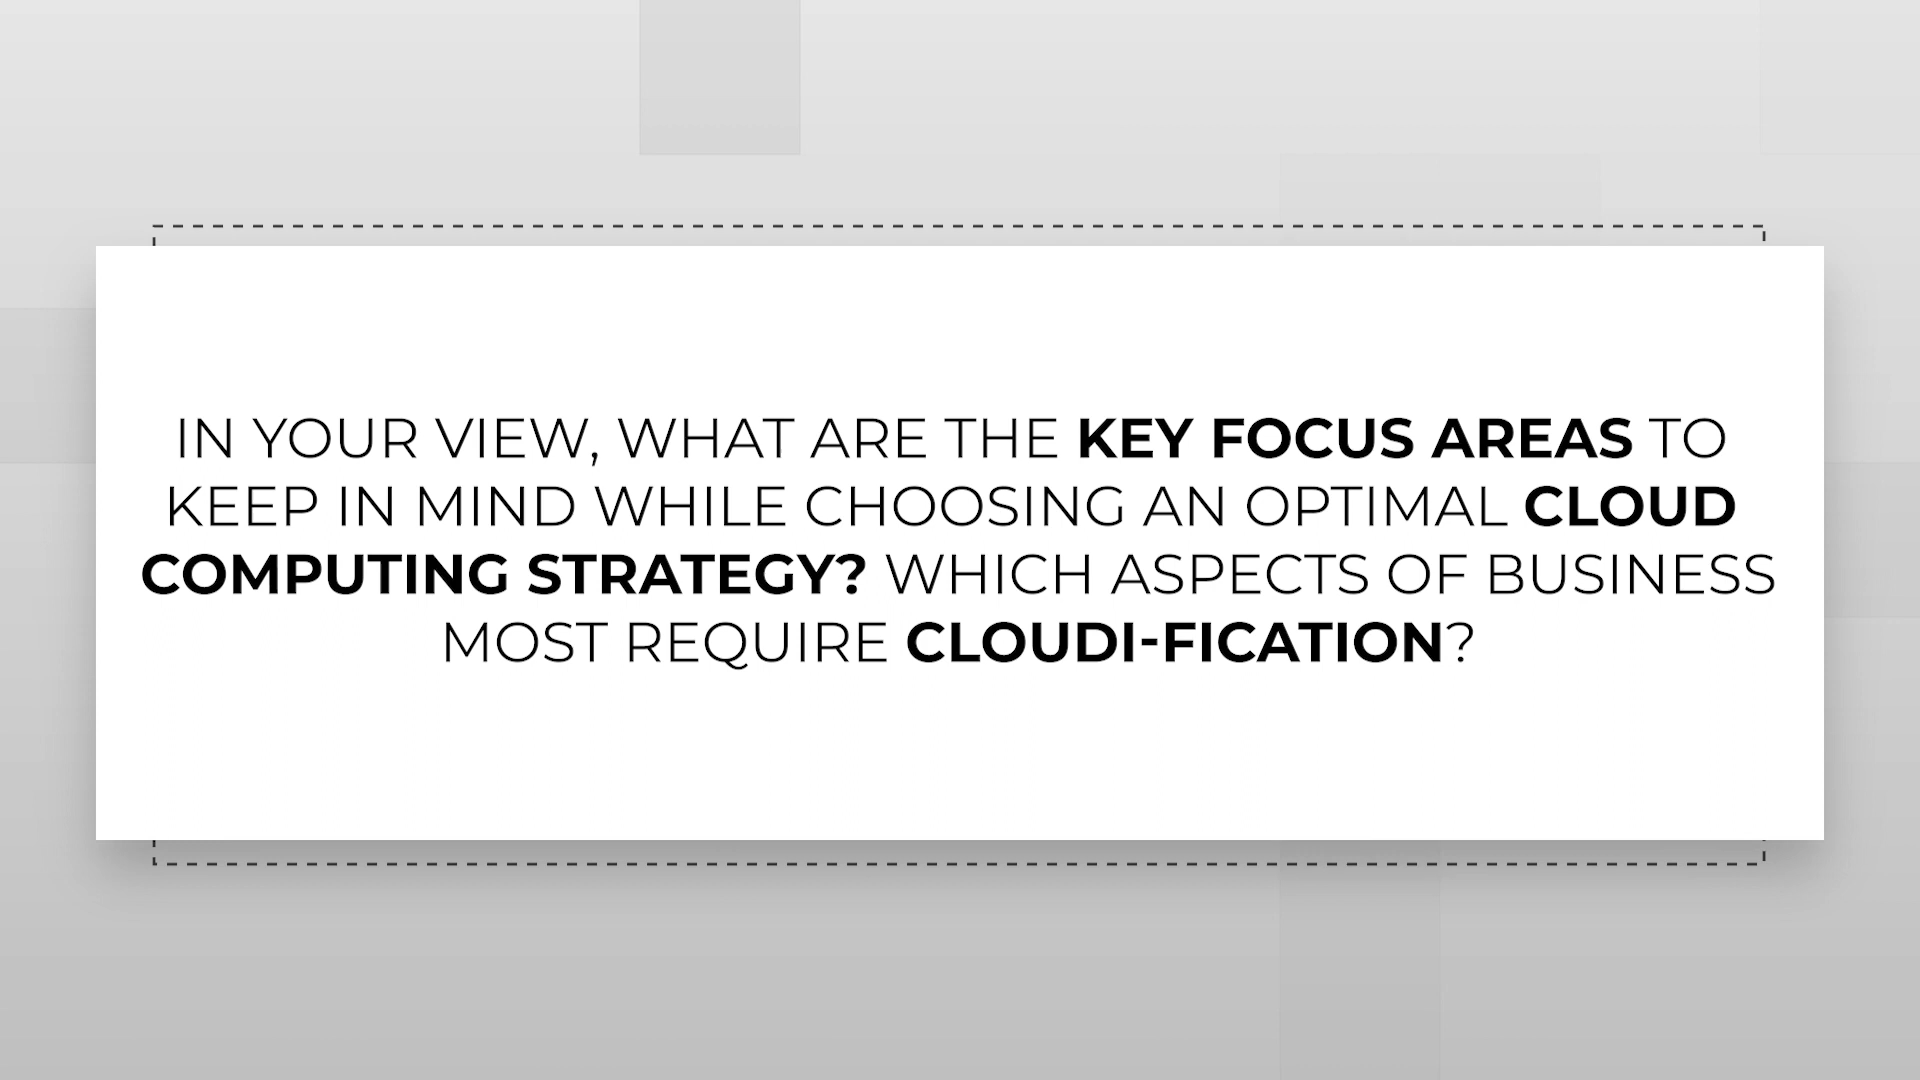 IN YOUR VIEW, WHAT ARE THE KEY FOCUS AREAS TO
KEEP IN MIND WHILE CHOOSING AN OPTIMAL CLOUD
COMPUTING STRATEGY? WHICH ASPECTS OF BUSINESS
MOST REQUIRE CLOUDI-FICATION?